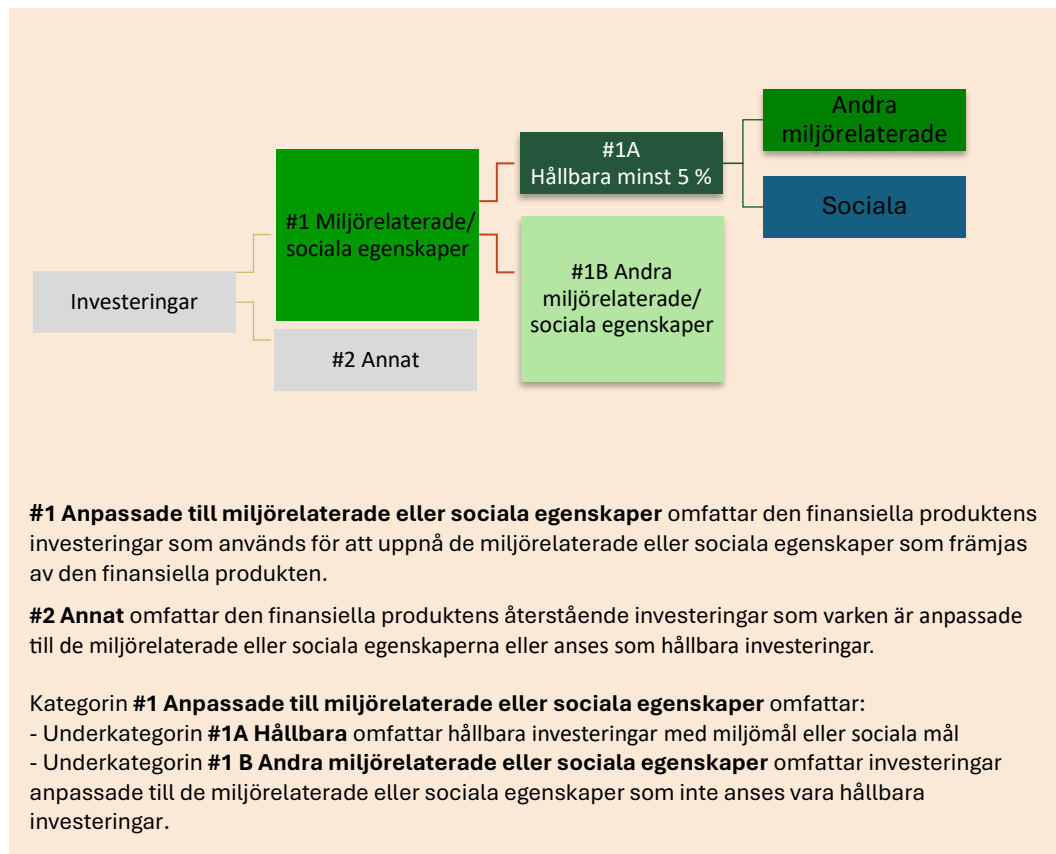 Andra
miljörelaterade
#1A
Hållbara minst 5 %
Sociala
#1 Miljörelaterade/
sociala egenskaper
#1B Andra
miljörelaterade/
sociala egenskaper
Investeringar
#2 Annat
#1 Anpassade till miljörelaterade eller sociala egenskaper omfattar den finansiella produktens
investeringar som används för att uppnå de miljörelaterade eller sociala egenskaper som främjas
av den finansiella produkten.
#2 Annat omfattar den finansiella produktens återstående investeringar som varken är anpassade
till de miljörelaterade eller sociala egenskaperna eller anses som hållbara investeringar.
Kategorin #1 Anpassade till miljörelaterade eller sociala egenskaper omfattar:
- Underkategorin #1A Hållbara omfattar hållbara investeringar med miljömål eller sociala mål
- Underkategorin #1 B Andra miljörelaterade eller sociala egenskaper omfattar investeringar
anpassade till de miljörelaterade eller sociala egenskaper som inte anses vara hållbara
investeringar.